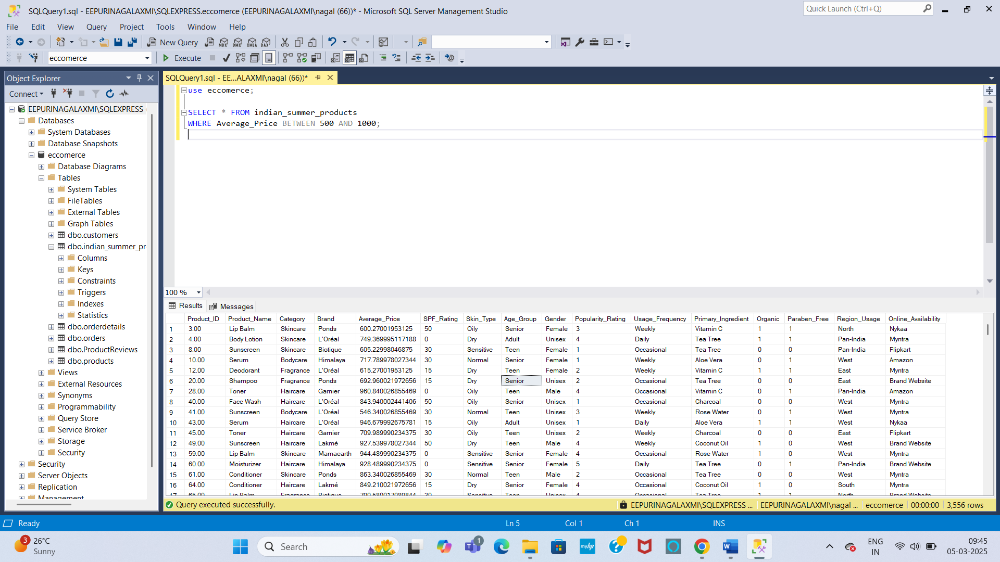 SQLQuery1.sql - EEPURINAGALAXMI\SQLEXPRESS.eccomerce (EEPURINAGALAXMI\nagal (66))* - Microsoft SQL Server Management Studio
Quick Launch (Ctrl+Q)
File Edit View Query Project Tools Window Help
New Query MDX DMX XMLA DAX
eccomerce Execute
Object Explorer
SQLQuery1.sql - EE...ALAXMI\nagal (66))*
Connect
use eccomerce;
SELECT * FROM indian_summer_products
WHERE Average_Price BETWEEN 500 AND 1000;
EEPURINAGALAXMI\SQLEXPRESS (
Databases
System Databases
Database Snapshots
eccomerce
Database Diagrams
Tables
System Tables
FileTables
External Tables
Graph Tables
dbo.customers
dbo.indian_summer_pr
Columns
Keys
Constraints
Triggers
Indexes
Statistics
dbo.orderdetails
dbo.orders
dbo.ProductReviews
dbo.products
Views
External Resources
Synonyms
Programmability
Query Store
Service Broker
Storage
Security
Security
Server Objects
Replication
Management
100 %
Results Messages
Product_ID Product_Name Category Brand Average_Price SPF_Rating Skin_Type Age_Group Gender Popularity_Rating Usage_Frequency Primary_Ingredient Organic Paraben_Free Region_Usage Online_Availability
1 3.00 Lip Balm Skincare Ponds 600.27001953125 50 Oily Senior Female 3 Weekly Vitamin C 1 1 North Nykaa
2 4.00 Body Lotion Skincare L'Oréal 749.369995117188 0 Dry Adult Unisex 4 Daily Tea Tree 1 1 Pan-India Myntra
3 8.00 Sunscreen Skincare Biotique 605.22998046875 30 Sensitive Teen Female 1 Occasional Tea Tree 0 0 Pan-India Flipkart
4 10.00 Serum Bodycare Himalaya 717.789978027344 30 Normal Senior Female 1 Weekly Aloe Vera 0 1 West Amazon
5 12.00 Deodorant Fragrance L'Oréal 615.27001953125 15 Dry Teen Female 2 Weekly Vitamin C 1 1 East Myntra
6 20.00 Shampoo Fragrance Ponds 692.960021972656 15 Dry Senior Unisex 2 Occasional Tea Tree 0 0 East Brand Website
7 28.00 Toner Haircare Garnier 960.840026855469 0 Oily Teen Male 4 Occasional Vitamin C 0 1 Pan-India Amazon
8 40.00 Face Wash Haircare L'Oréal 843.940002441406 50 Oily Senior Unisex 1 Occasional Charcoal 0 0 West Myntra
9 41.00 Sunscreen Bodycare L'Oréal 546.340026855469 30 Normal Teen Unisex 3 Weekly Rose Water 0 1 West Myntra
10 43.00 Serum Haircare L'Oréal 946.679992675781 15 Oily Adult Unisex 1 Daily Aloe Vera 1 1 West Nykaa
11 45.00 Toner Haircare Garnier 709.989990234375 30 Oily Teen Unisex 2 Weekly Charcoal 0 0 East Flipkart
12 49.00 Sunscreen Haircare Lakmé 927.539978027344 50 Dry Teen Male 4 Weekly Coconut Oil 1 0 West Brand Website
13 59.00 Lip Balm Skincare Mamaearth 944.489990234375 0 Sensitive Senior Female 4 Occasional Rose Water 1 0 West Myntra
14 60.00 Moisturizer Haircare Himalaya 928.489990234375 0 Sensitive Senior Female 5 Daily Tea Tree 0 1 Pan-India Brand Website
15 61.00 Conditioner Skincare Ponds 863.340026855469 30 Normal Teen Male 2 Occasional Tea Tree 0 0 West Myntra
16 64.00 Conditioner Haircare Lakmé 849.210021972656 15 Dry Senior Female 4 Occasional Coconut Oil 1 0 South Myntra
17 65.00 Lip Balm Fragrance Biotique 790.580017089844 30 Sensitive Teen Unisex 4 Occasional Tea Tree 1 1 North Brand Website
Query executed successfully. EEPURINAGALAXMI\SQLEXPRESS ... EEPURINAGALAXMI\nagal ... eccomerce 00:00:00 3,556 rows
Ready Ln 5 Col 1 Ch 1 INS
3 26°C
Sunny
Search
1
myhp
ENG
IN
09:45
05-03-2025